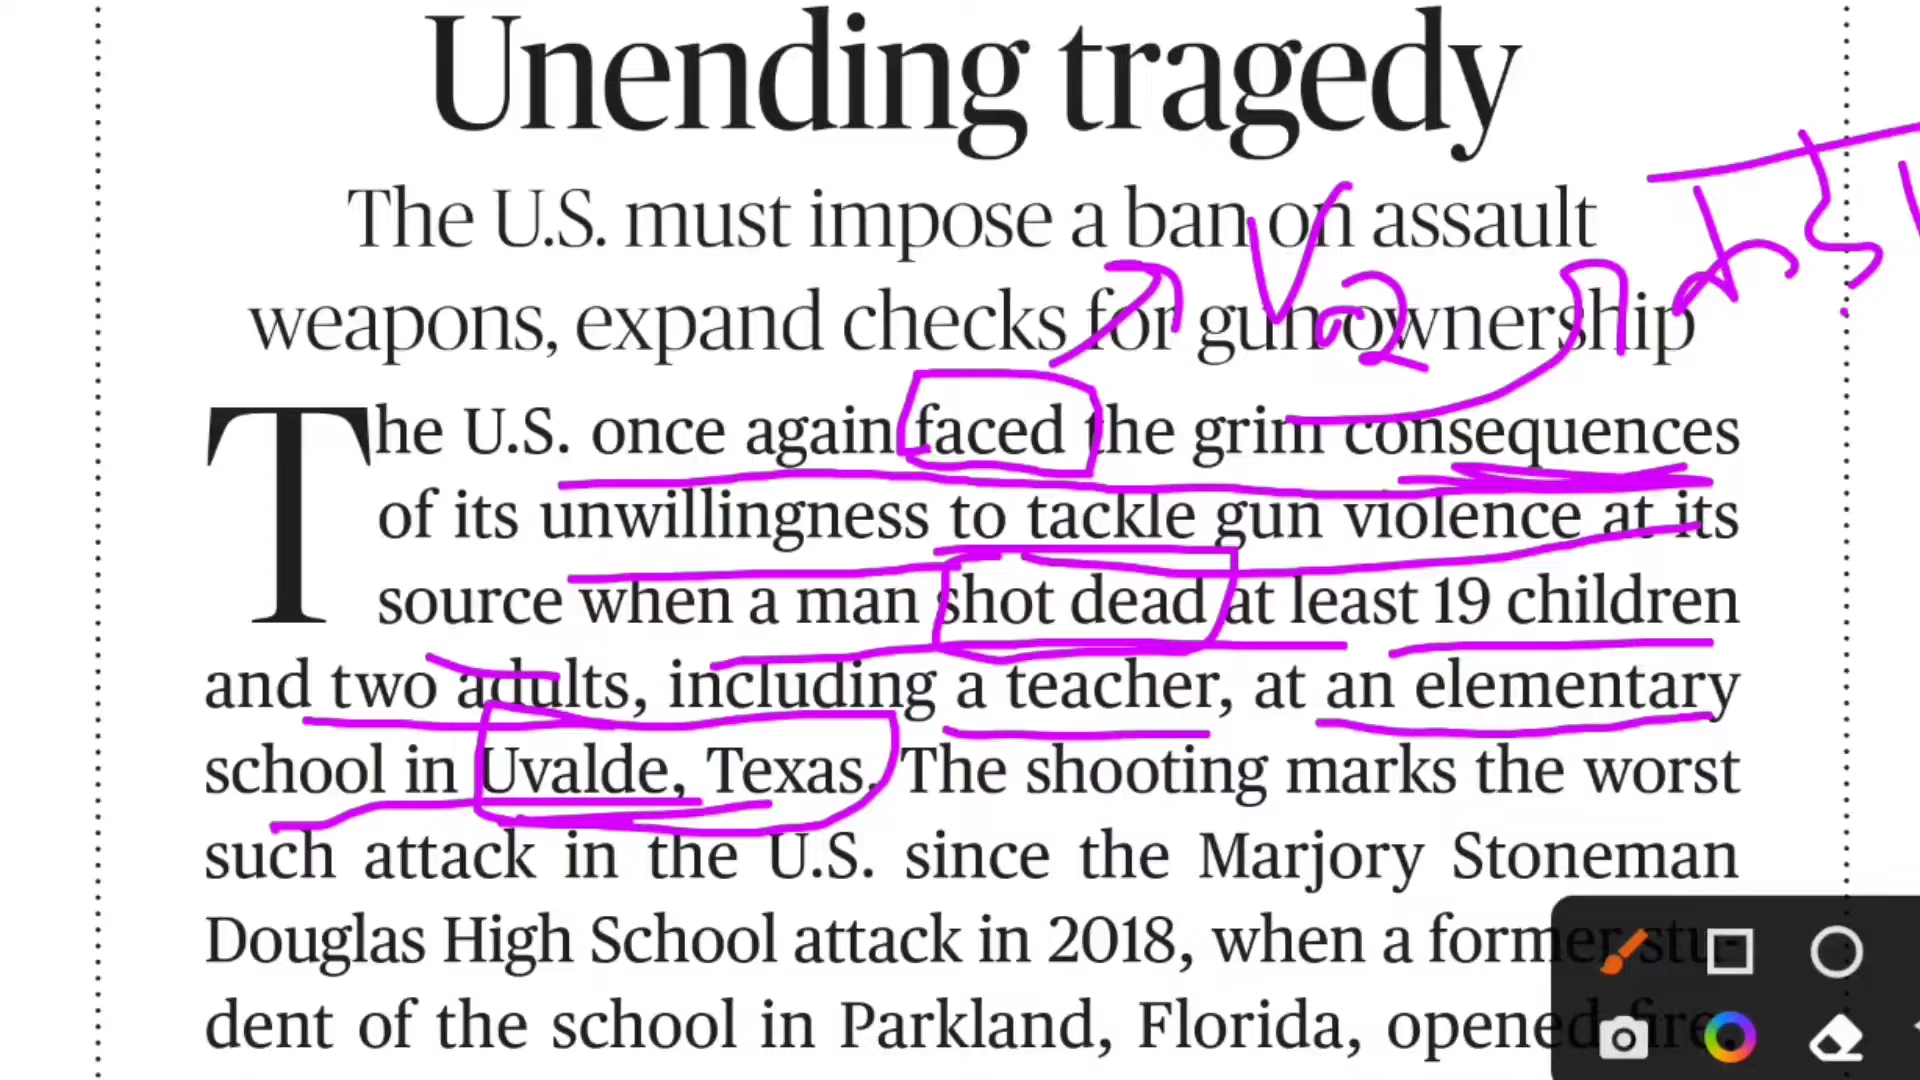 Unending tragedy
The U.S. must impose a ban on assault
weapons, expand checks for gun ownership
The U.S. once again faced the grim consequences
of its unwillingness to tackle gun violence at its
source when a man shot dead at least 19 children
and two adults, including a teacher, at an elementary
school in Uvalde, Texas. The shooting marks the worst
such attack in the U.S. since the Marjory Stoneman
Douglas High School attack in 2018, when a former stu-
dent of the school in Parkland, Florida, opened fire,
V2